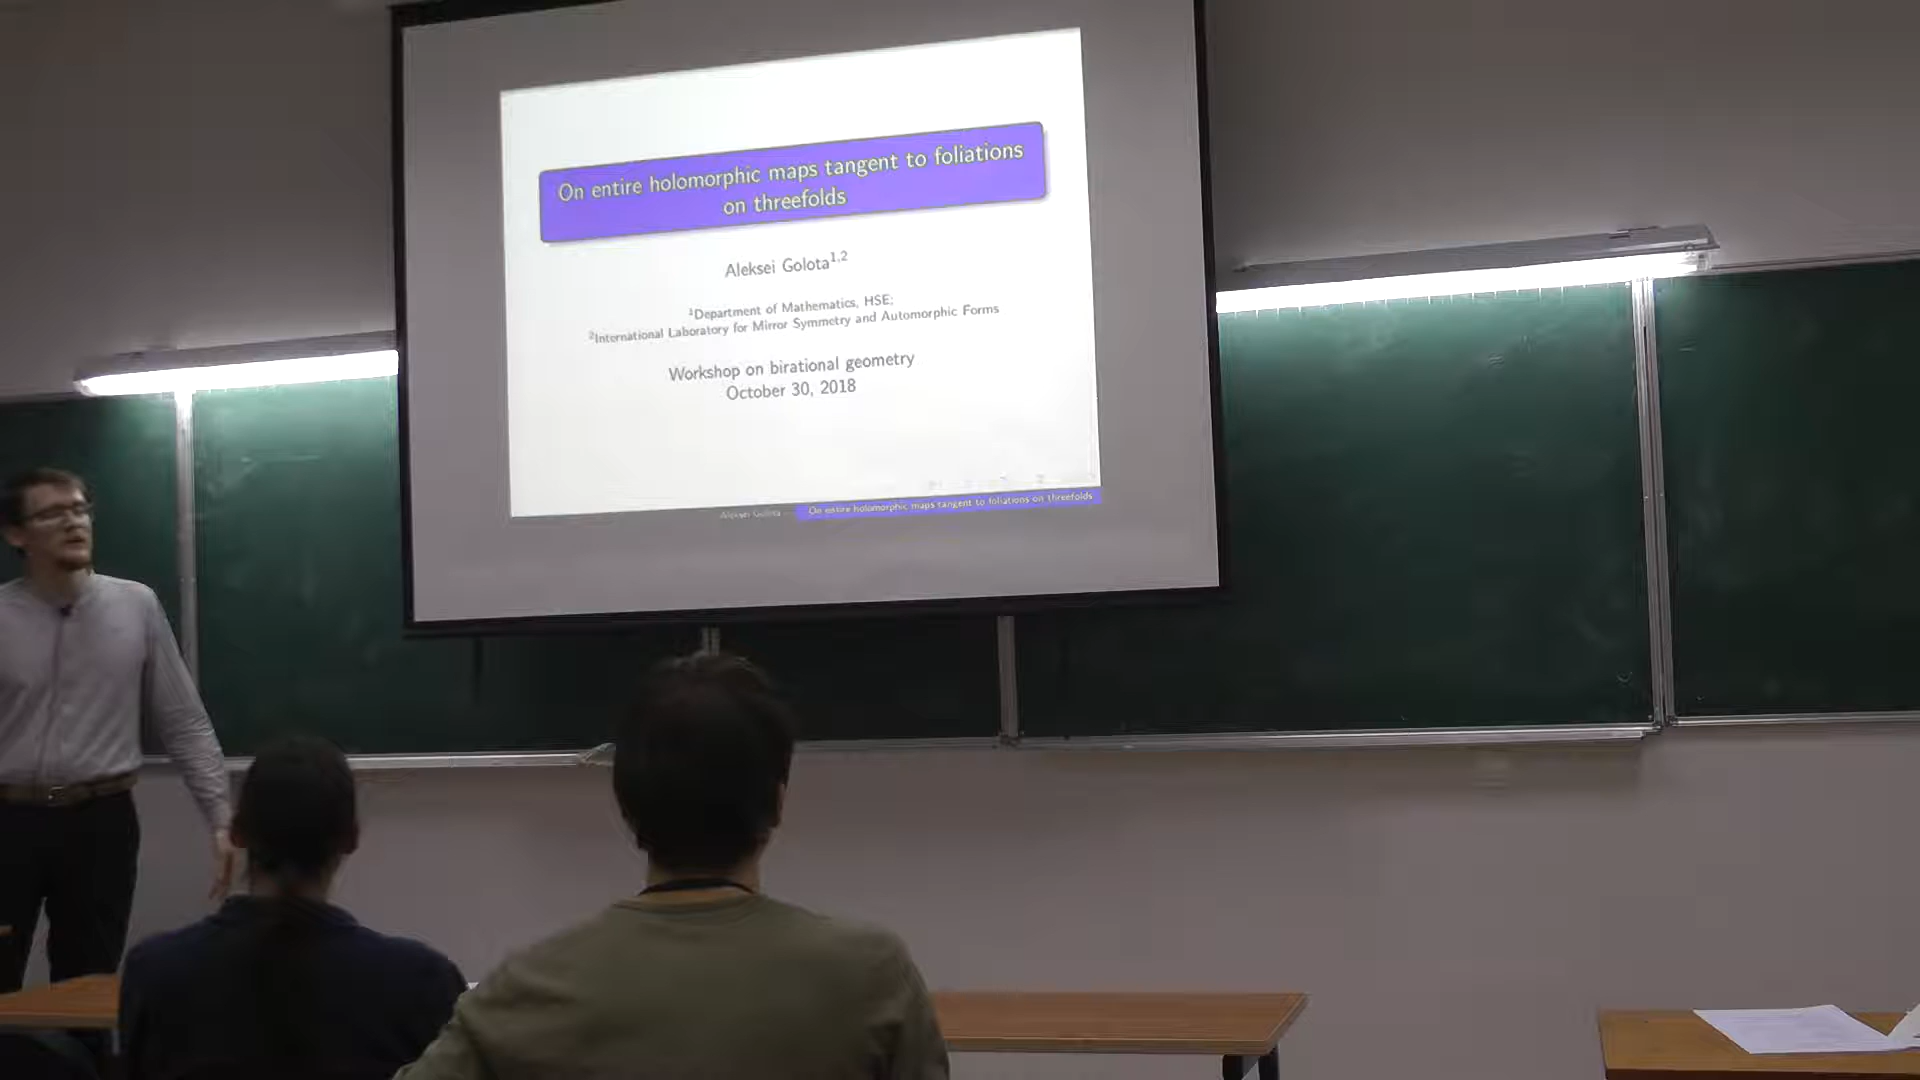 On entire holomorphic maps tangent to foliations
on threefolds
Aleksei Golota1,2
1Department of Mathematics, HSE;
2International Laboratory for Mirror Symmetry and Automorphic Forms
Workshop on birational geometry
October 30, 2018
Aleksei Golota On entire holomorphic maps tangent to foliations on threefolds